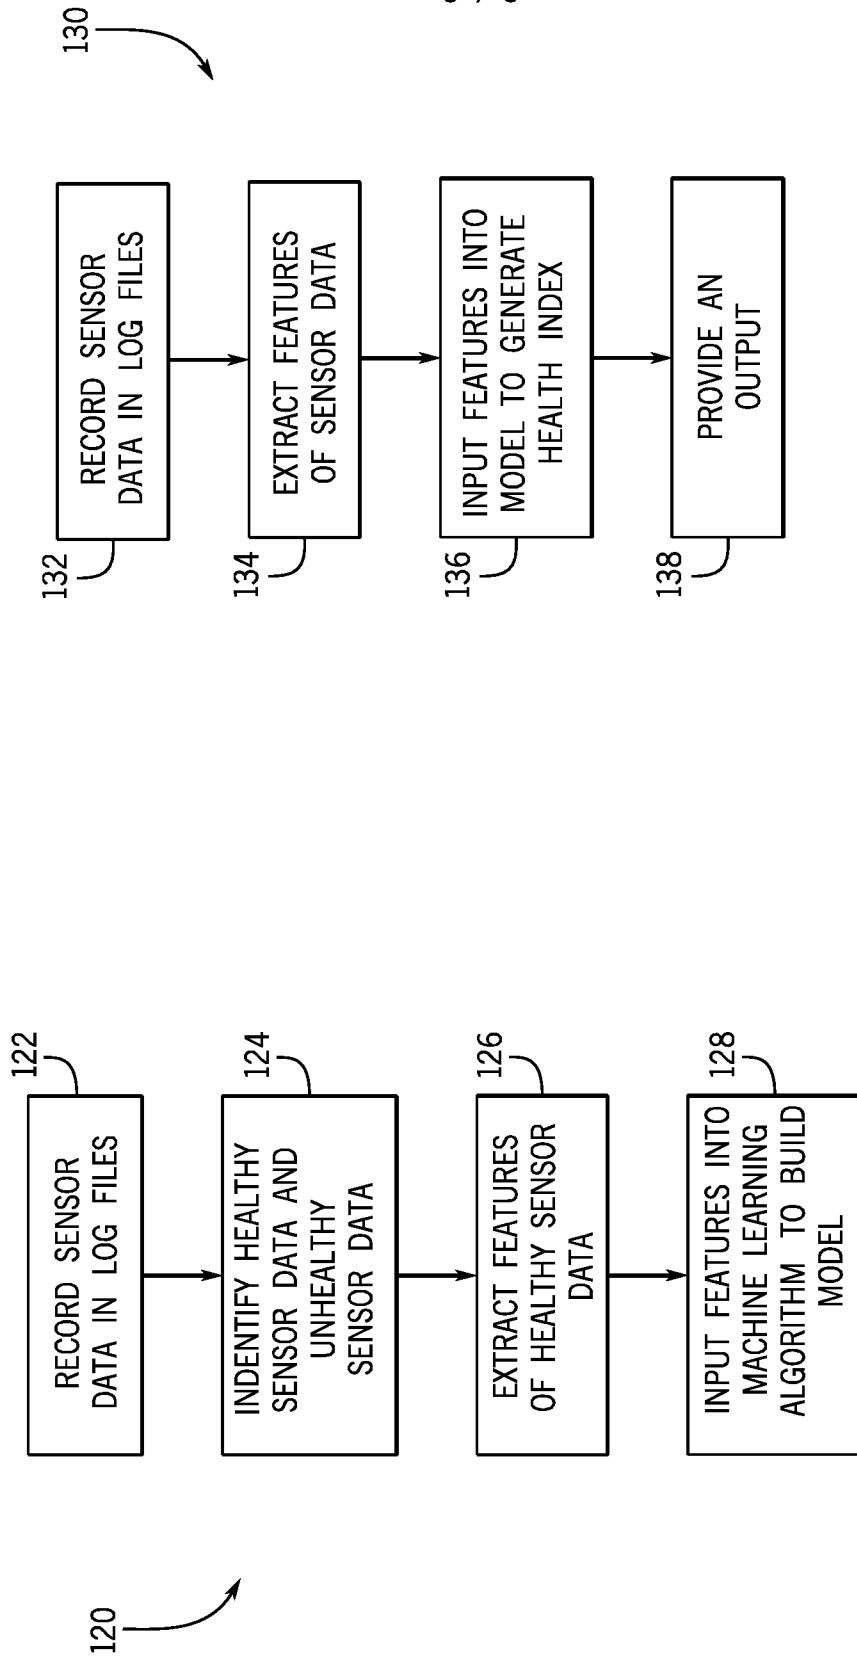 120
122
RECORD SENSOR
DATA IN LOG FILES
124
INDENTIFY HEALTHY
SENSOR DATA AND
UNHEALTHY
SENSOR DATA
126
EXTRACT FEATURES
OF HEALTHY SENSOR
DATA
128
INPUT FEATURES INTO
MACHINE LEARNING
ALGORITHM TO BUILD
MODEL
130
132
RECORD SENSOR
DATA IN LOG FILES
134
EXTRACT FEATURES
OF SENSOR DATA
136
INPUT FEATURES INTO
MODEL TO GENERATE
HEALTH INDEX
138
PROVIDE AN
OUTPUT